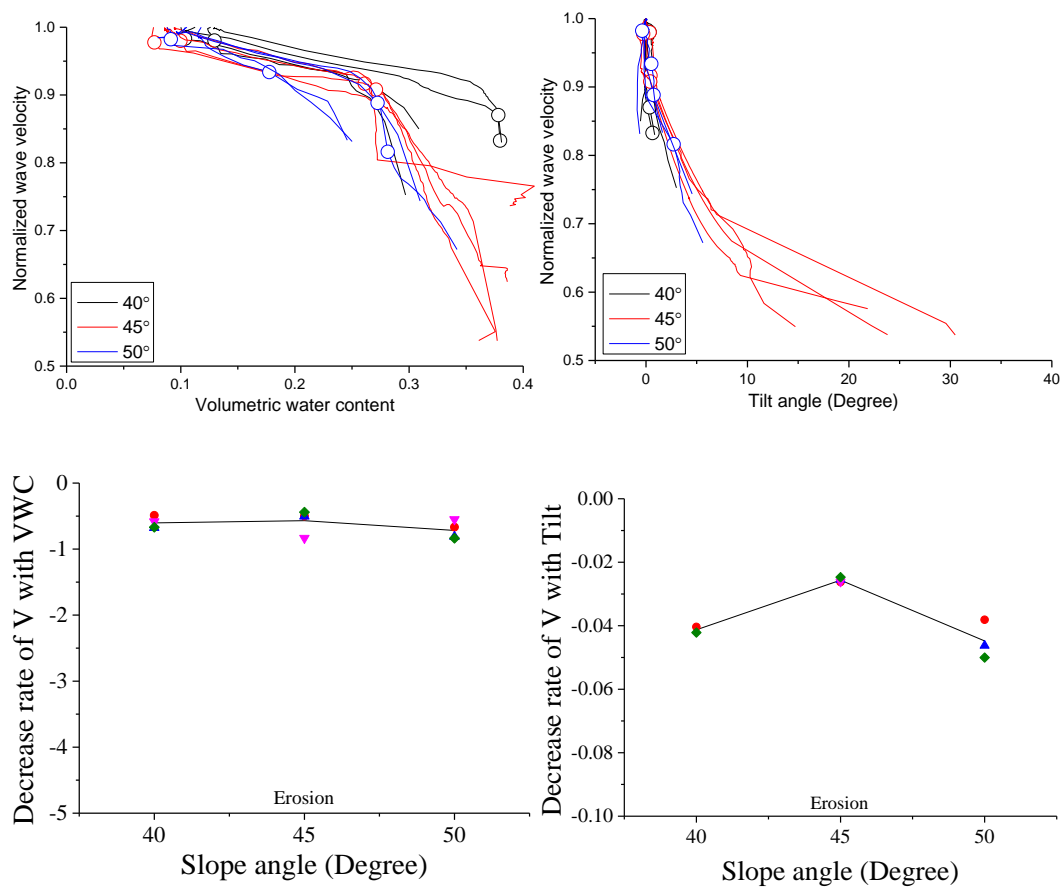 Normalized wave velocity
1.0
0.9
0.8
0.7
0.6
0.5
40°
45°
50°
0.0 0.1 0.2 0.3 0.4
Volumetric water content
Normalized wave velocity
1.0
0.9
0.8
0.7
0.6
0.5
40°
45°
50°
0 10 20 30 40
Tilt angle (Degree)
Decrease rate of V with VWC
0
-1
-2
-3
-4
-5
Erosion
40 45 50
Slope angle (Degree)
Decrease rate of V with Tilt
0.00
-0.02
-0.04
-0.06
-0.08
-0.10
Erosion
40 45 50
Slope angle (Degree)